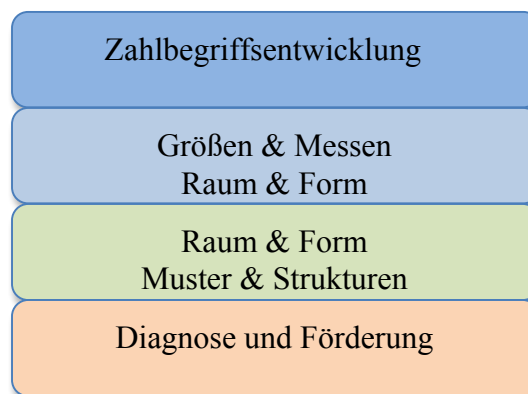 Zahlbegriffsentwicklung
Größen & Messen
Raum & Form
Raum & Form
Muster & Strukturen
Diagnose und Förderung